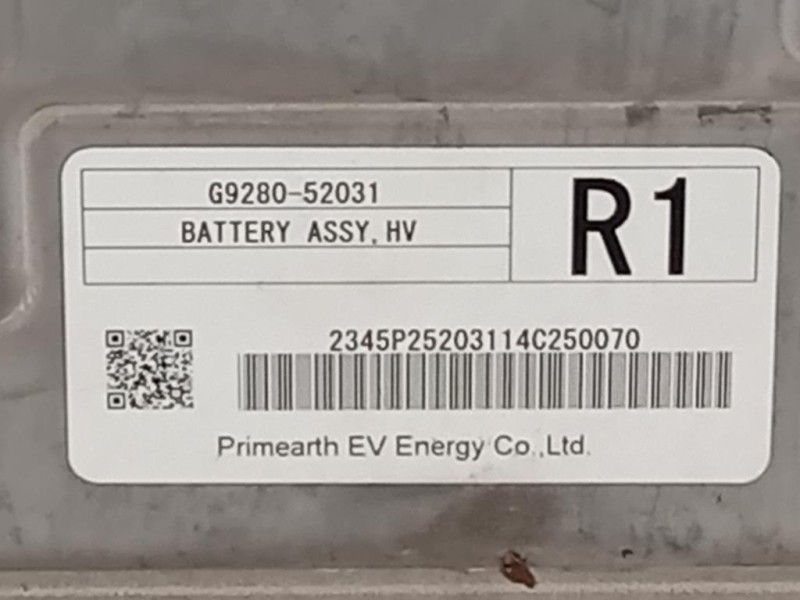 G9280-52031
BATTERY ASSY, HV
R1
2345P25203114C250070
Primearth EV Energy Co.,Ltd.